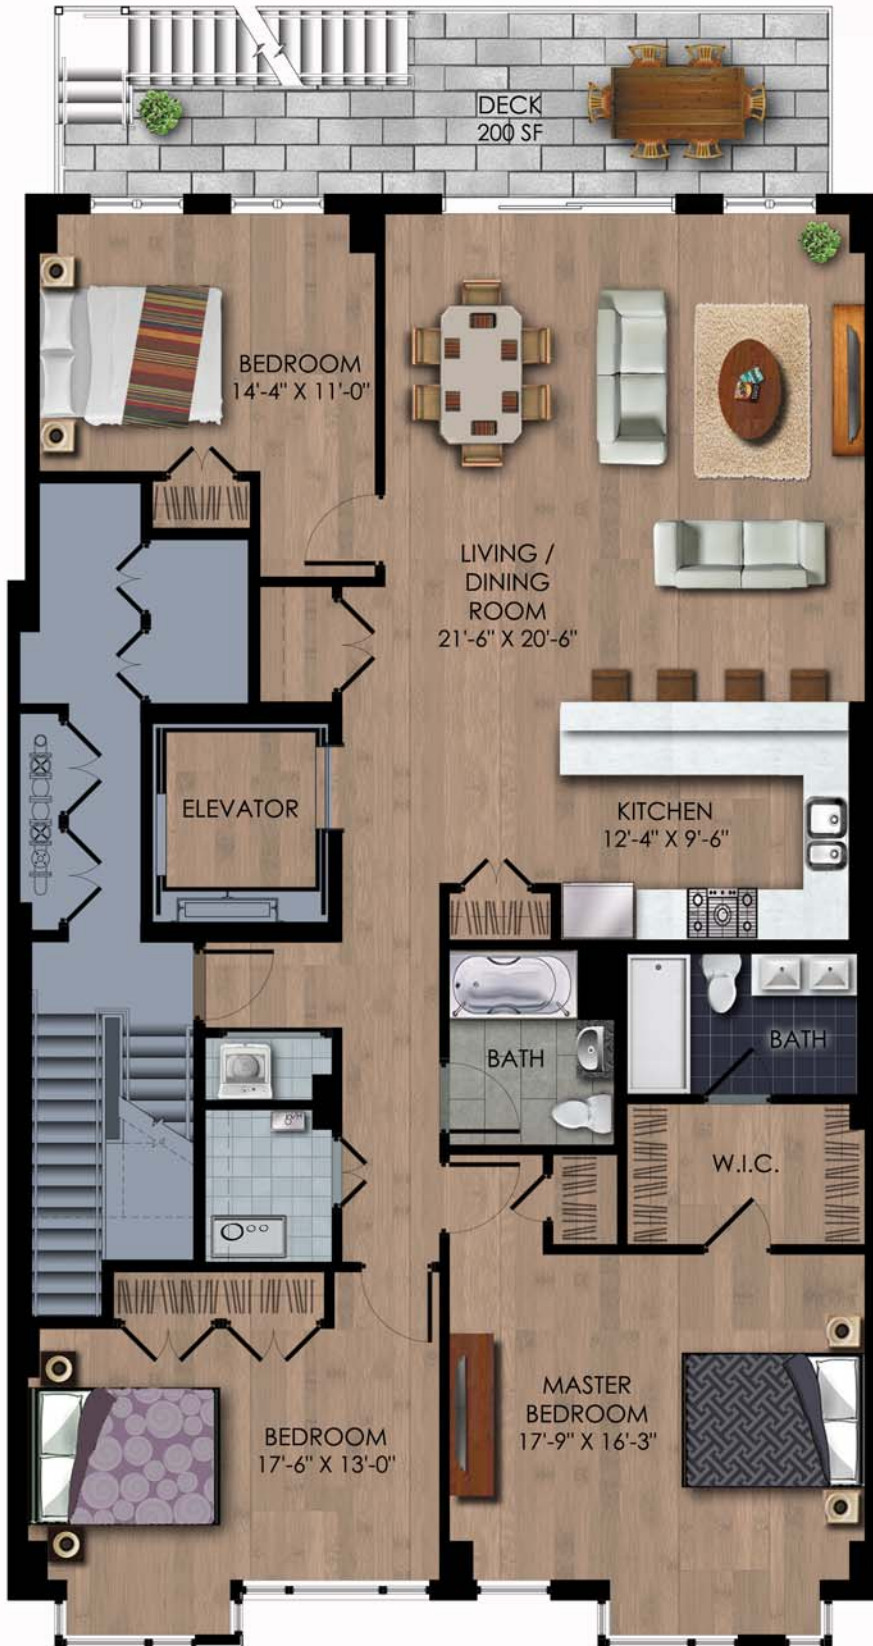 DECK
200 SF
BEDROOM
14'-4" X 11'-0"
LIVING /
DINING
ROOM
21'-6" X 20'-6"
ELEVATOR
KITCHEN
12'-4" X 9'-6"
BATH
BATH
W.I.C.
MASTER
BEDROOM
17'-9" X 16'-3"
BEDROOM
17'-6" X 13'-0"